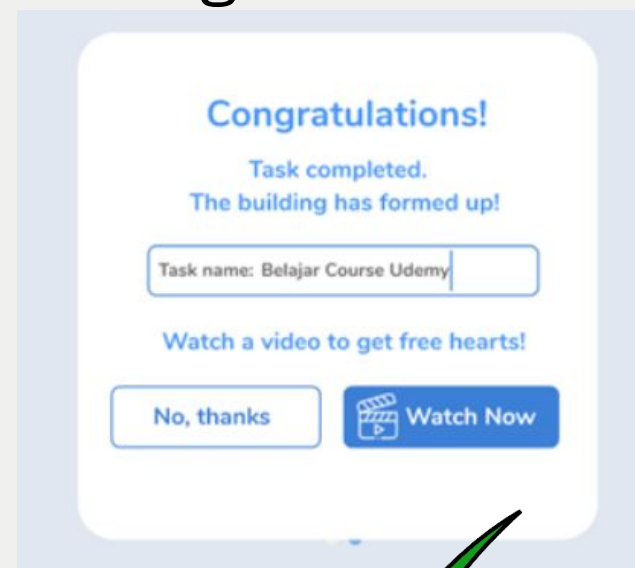 Congratulations!
Task completed.
The building has formed up!
Task name: Belajar Course Udemy
Watch a video to get free hearts!
No, thanks
Watch Now